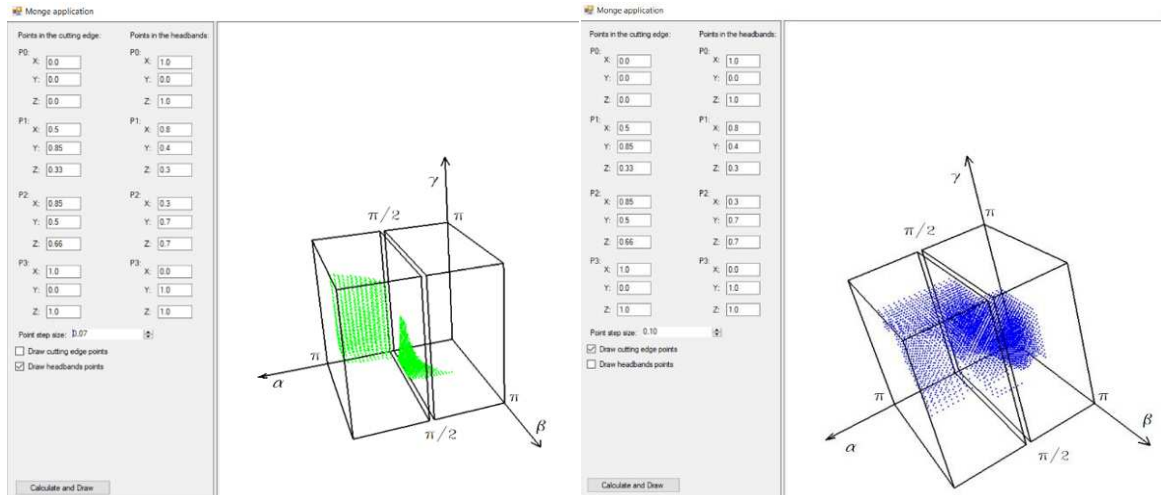 Monge application
Points in the cutting edge: Points in the headbands:
P0: P0:
X: 0.0 X: 1.0
Y: 0.0 Y: 0.0
Z: 0.0 Z: 1.0
P1: P1:
X: 0.5 X: 0.8
Y: 0.85 Y: 0.4
Z: 0.33 Z: 0.3
P2: P2:
X: 0.85 X: 0.3
Y: 0.5 Y: 0.7
Z: 0.66 Z: 0.7
P3: P3:
X: 1.0 X: 0.0
Y: 0.0 Y: 1.0
Z: 1.0 Z: 1.0
Point step size: 0.07
Draw cutting edge points
Draw headbands points
Calculate and Draw
γ
π/2
π
π
α
π
π/2
β
Monge application
Points in the cutting edge: Points in the headbands:
P0: P0:
X: 0.0 X: 1.0
Y: 0.0 Y: 0.0
Z: 0.0 Z: 1.0
P1: P1:
X: 0.5 X: 0.8
Y: 0.85 Y: 0.4
Z: 0.33 Z: 0.3
P2: P2:
X: 0.85 X: 0.3
Y: 0.5 Y: 0.7
Z: 0.66 Z: 0.7
P3: P3:
X: 1.0 X: 0.0
Y: 0.0 Y: 1.0
Z: 1.0 Z: 1.0
Point step size: 0.10
Draw cutting edge points
Draw headbands points
Calculate and Draw
γ
π
π/2
π
π
β
α
π/2